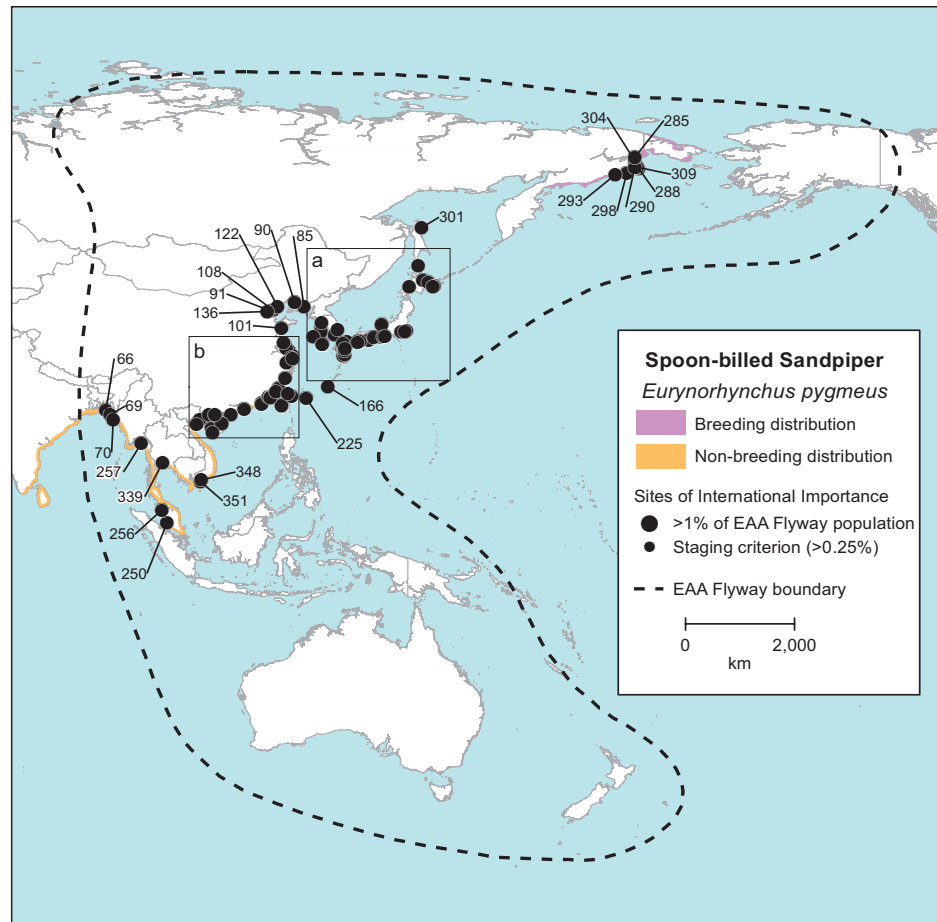 304
285
309
288
290
298
293
301
90
85
122
108
91
136
101
a
b
166
225
66
69
70
257
339
348
351
256
250
Spoon-billed Sandpiper
Eurynorhynchus pygmeus
Breeding distribution
Non-breeding distribution
Sites of International Importance
>1% of EAA Flyway population
Staging criterion (>0.25%)
EAA Flyway boundary
0 2,000
km